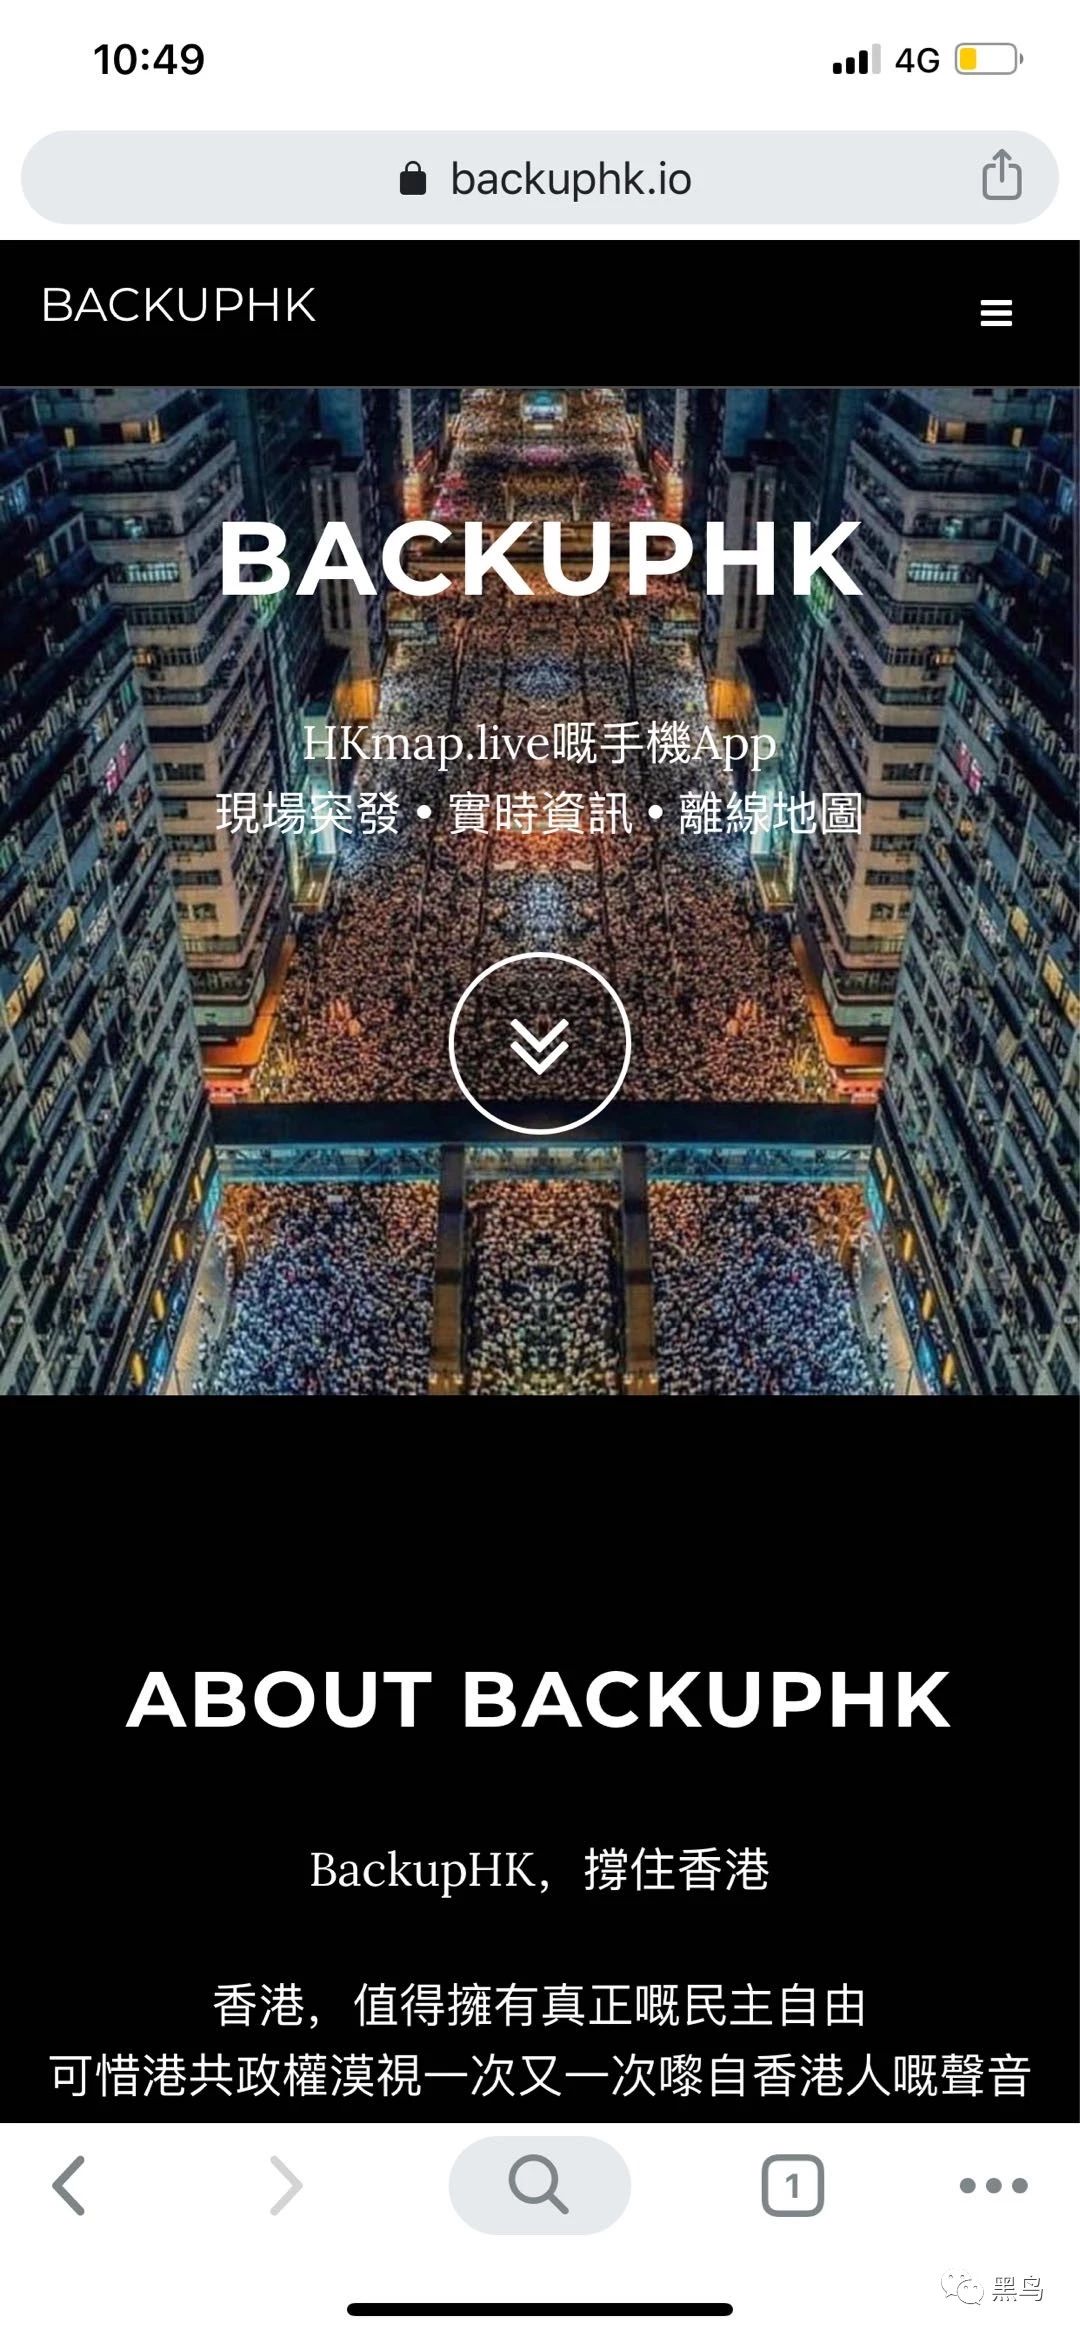 10:49
4G
backuphk.io
BACKUPHK
BACKUPHK
HKmap.live嘅手機App
現場突發 • 實時資訊 • 離線地圖
ABOUT BACKUPHK
BackupHK，撐住香港
香港，值得擁有真正嘅民主自由
可惜港共政權漠視一次又一次嚟自香港人嘅聲音
1
黑鸟